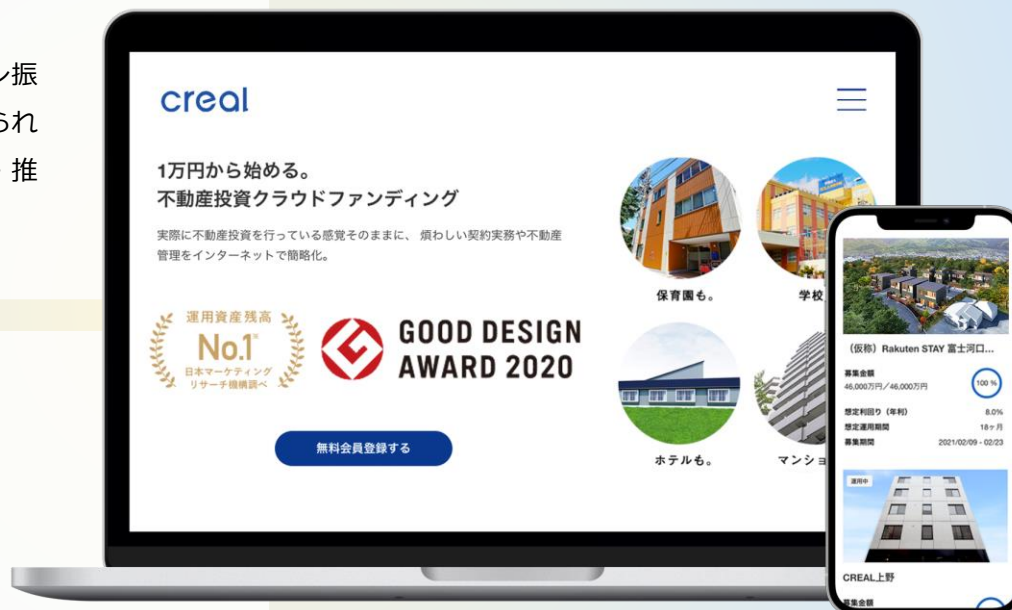 ン振
られ
推
creal
1万円から始める。
不動産投資クラウドファンディング
実際に不動産投資を行っている感覚そのままに、 煩わしい契約実務や不動産
管理をインターネットで簡略化。
運用資産残高
No.1※
日本マーケティング
リサーチ機構調べ
GOOD DESIGN
AWARD 2020
無料会員登録する
保育園も。
学校
ホテルも。
マンショ
(仮称)Rakuten STAY 富士河口...
募集金額
46,000万円/46,000万円
100 %
想定利回り(年利) 8.0%
想定運用期間 18ヶ月
募集期間 2021/02/09 - 02/23
運用中
CREAL上野
募集金額